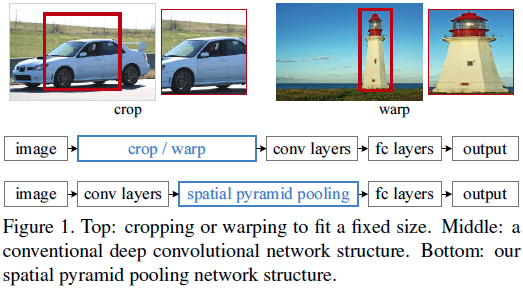 crop
warp
image crop / warp conv layers fc layers output
image conv layers spatial pyramid pooling fc layers output
Figure 1. Top: cropping or warping to fit a fixed size. Middle: a
conventional deep convolutional network structure. Bottom: our
spatial pyramid pooling network structure.